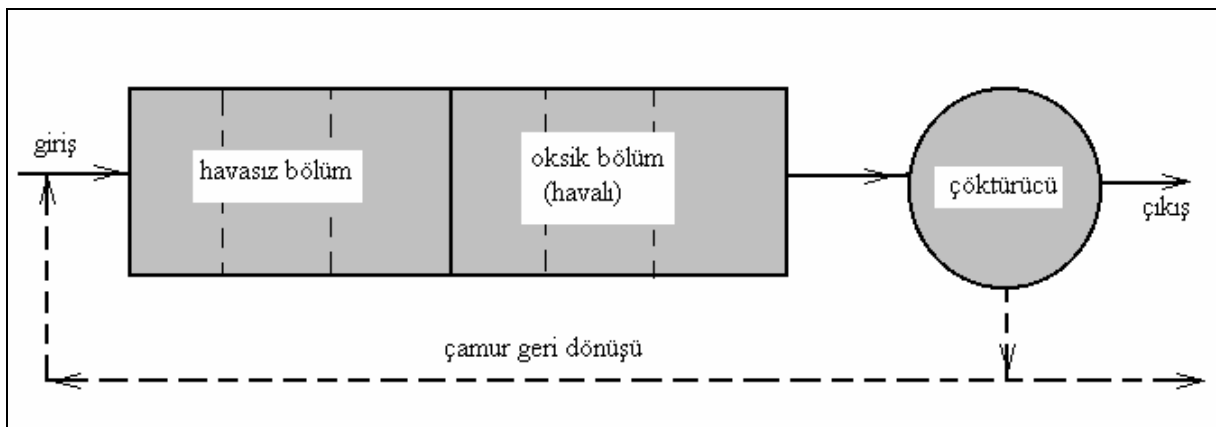 giriş
havasız bölüm
oksik bölüm
(havalı)
çöktürücü
çıkış
çamur geri dönüşü